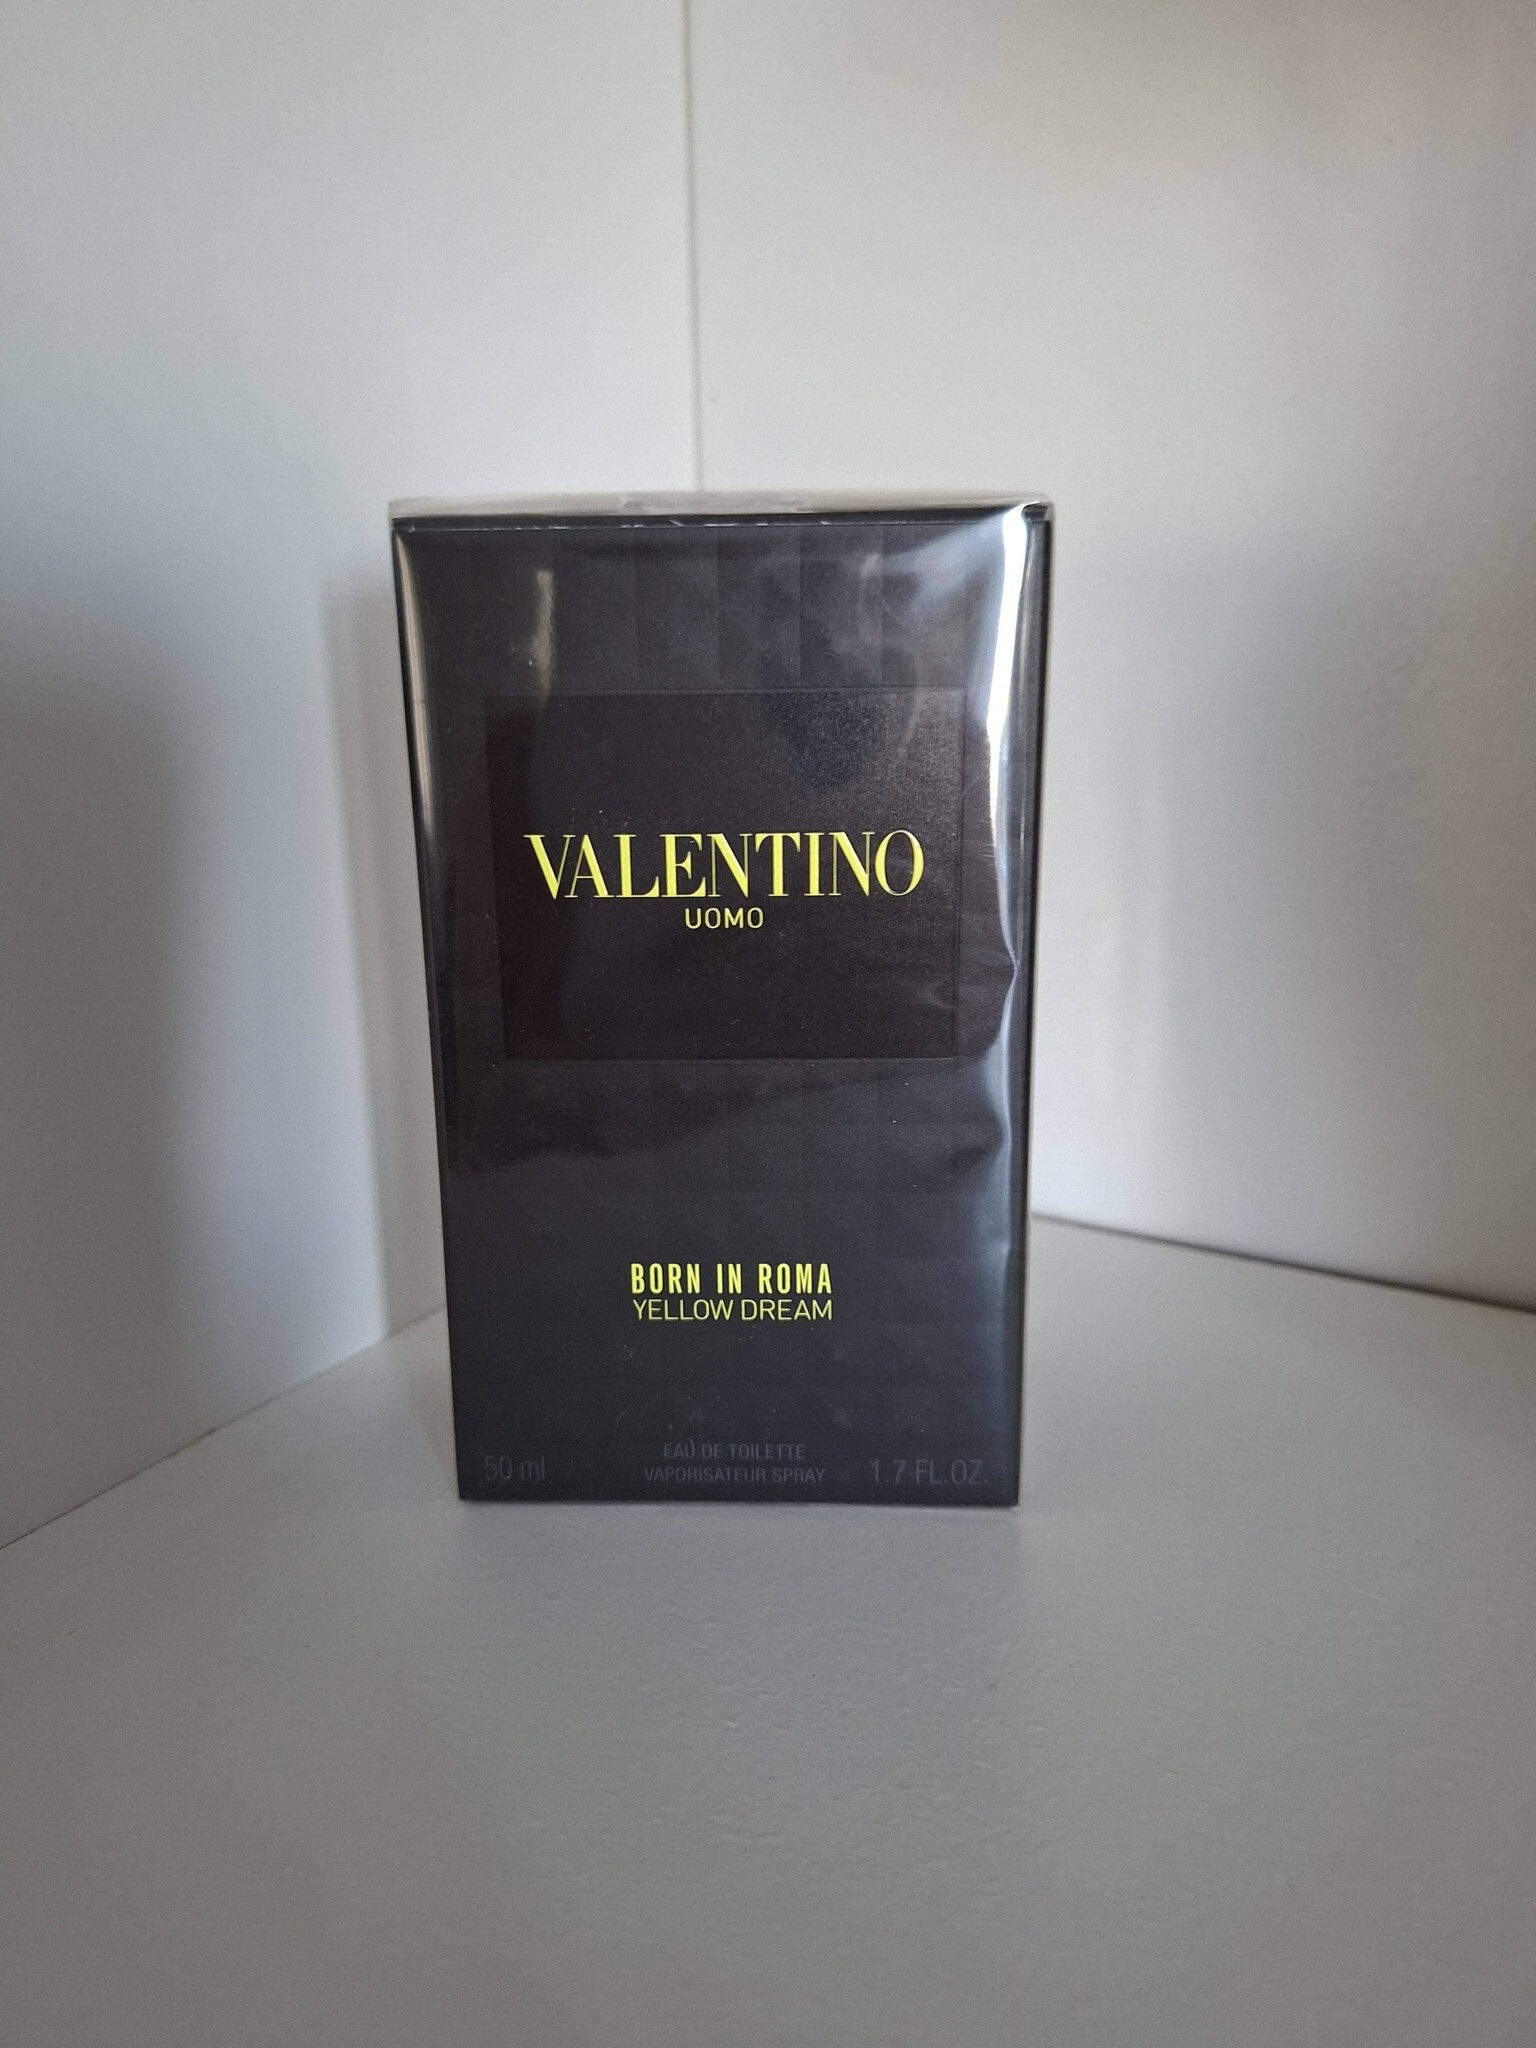 VALENTINO
UOMO
BORN IN ROMA
YELLOW DREAM
EAU DE TOILETTE
50 ml VAPORISATEUR SPRAY 1.7 FL.OZ.